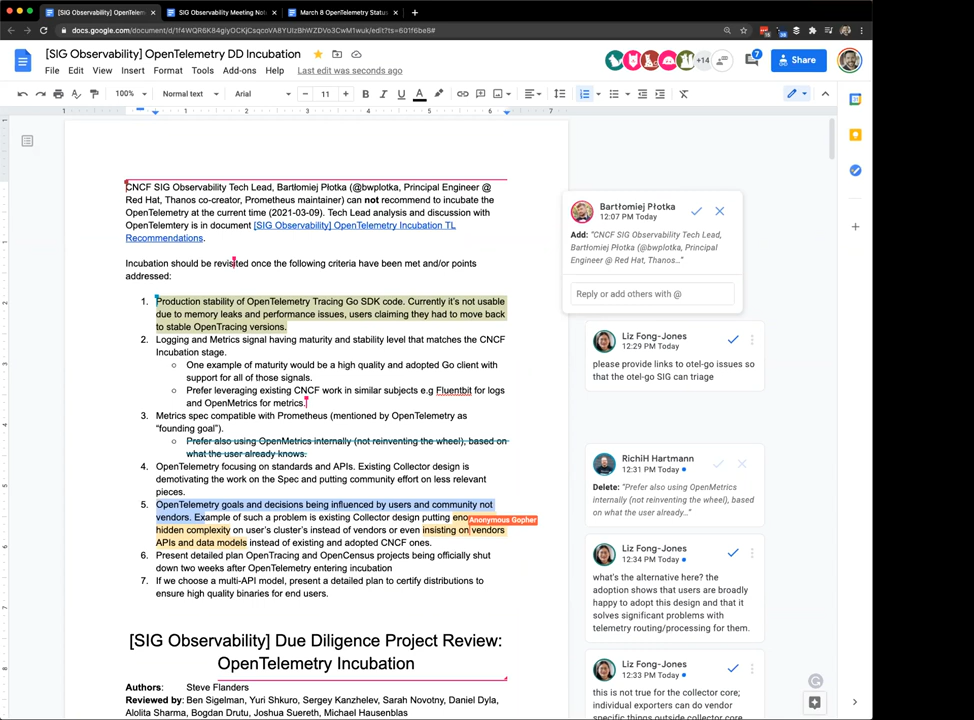 [SIG Observability] OpenTele
SIG Observability Meeting Not
March 8 OpenTelemetry Status
docs.google.com/document/d/1f4WQR6K84giyOCKjCsqcoVA8YUIzBhWZDVo3CwM1wuk/edit?ts=601f6be8#
[SIG Observability] OpenTelemetry DD Incubation
File Edit View Insert Format Tools Add-ons Help Last edit was seconds ago
+14
7
Share
100% Normal text Arial 11
B I U A
CNCF SIG Observability Tech Lead, Bartłomiej Płotka (@bwplotka, Principal Engineer @
Red Hat, Thanos co-creator, Prometheus maintainer) can not recommend to incubate the
OpenTelemetry at the current time (2021-03-09). Tech Lead analysis and discussion with
OpenTelemtery is in document [SIG Observability] OpenTelemetry Incubation TL
Recommendations.
Incubation should be revisited once the following criteria have been met and/or points
addressed:
1. Production stability of OpenTelemetry Tracing Go SDK code. Currently it's not usable
due to memory leaks and performance issues, users claiming they had to move back
to stable OpenTracing versions.
2. Logging and Metrics signal having maturity and stability level that matches the CNCF
Incubation stage.
One example of maturity would be a high quality and adopted Go client with
support for all of those signals.
Prefer leveraging existing CNCF work in similar subjects e.g Fluentbit for logs
and OpenMetrics for metrics.
3. Metrics spec compatible with Prometheus (mentioned by OpenTelemetry as
"founding goal").
Prefer also using OpenMetrics internally (not reinventing the wheel), based on
what the user already knows.
4. OpenTelemetry focusing on standards and APIs. Existing Collector design is
demotivating the work on the Spec and putting community effort on less relevant
pieces.
5. OpenTelemetry goals and decisions being influenced by users and community not
vendors. Example of such a problem is existing Collector design putting eno
Anonymous Gopher
hidden complexity on user's cluster's instead of vendors or even insisting on vendors
APIs and data models instead of existing and adopted CNCF ones.
6. Present detailed plan OpenTracing and OpenCensus projects being officially shut
down two weeks after OpenTelemetry entering incubation
7. If we choose a multi-API model, present a detailed plan to certify distributions to
ensure high quality binaries for end users.
[SIG Observability] Due Diligence Project Review:
OpenTelemetry Incubation
Authors: Steve Flanders
Reviewed by: Ben Sigelman, Yuri Shkuro, Sergey Kanzhelev, Sarah Novotny, Daniel Dyla,
Alolita Sharma, Bogdan Drutu, Joshua Suereth, Michael Hausenblas
Bartłomiej Płotka
12:07 PM Today
Add: "CNCF SIG Observability Tech Lead,
Bartłomiej Płotka (@bwplotka, Principal
Engineer @ Red Hat, Thanos..."
Reply or add others with @
Liz Fong-Jones
12:29 PM Today
please provide links to otel-go issues so
that the otel-go SIG can triage
RichiH Hartmann
12:31 PM Today
Delete: "Prefer also using OpenMetrics
internally (not reinventing the wheel), based
on what the user already..."
Liz Fong-Jones
12:34 PM Today
what's the alternative here? the
adoption shows that users are broadly
happy to adopt this design and that it
solves significant problems with
telemetry routing/processing for them.
Liz Fong-Jones
12:33 PM Today
this is not true for the collector core;
individual exporters can do vendor
specific things outside collector core.